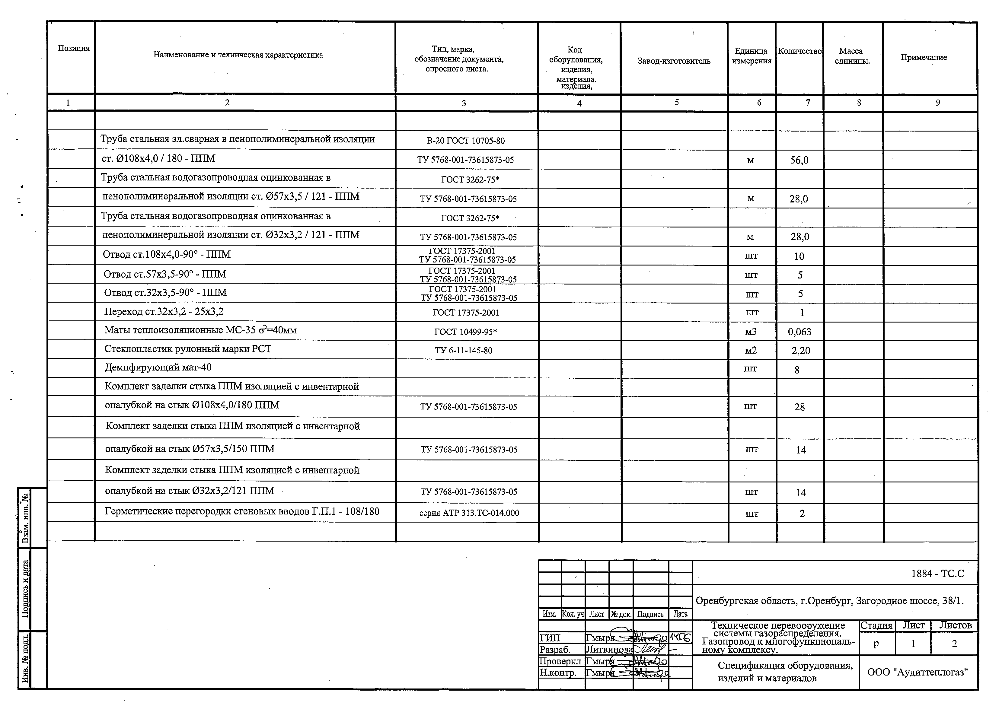 Позиция
Наименование и техническая характеристика
Тип, марка,
обозначение документа,
опросного листа.
Код
оборудования,
изделия,
материала.
изделия,
Завод-изготовитель
Единица
измерения
Количество
Масса
единицы.
Примечание
1 2 3 4 5 6 7 8 9
Труба стальная эл.сварная в пенополиминеральной изоляции В-20 ГОСТ 10705-80
ст. Ø108х4,0 / 180 - ППМ ТУ 5768-001-73615873-05 м 56,0
Труба стальная водогазопроводная оцинкованная в ГОСТ 3262-75*
пенополиминеральной изоляции ст. Ø57х3,5 / 121 - ППМ ТУ 5768-001-73615873-05 м 28,0
Труба стальная водогазопроводная оцинкованная в ГОСТ 3262-75*
пенополиминеральной изоляции ст. Ø32х3,2 / 121 - ППМ ТУ 5768-001-73615873-05 м 28,0
Отвод ст.108х4,0-90° - ППМ ГОСТ 17375-2001
ТУ 5768-001-73615873-05 шт 10
Отвод ст.57х3,5-90° - ППМ ГОСТ 17375-2001
ТУ 5768-001-73615873-05 шт 5
Отвод ст.32х3,5-90° - ППМ ГОСТ 17375-2001
ТУ 5768-001-73615873-05 шт 5
Переход ст.32х3,2 - 25х3,2 ГОСТ 17375-2001 шт 1
Маты теплоизоляционные МС-35 σ=40мм ГОСТ 10499-95* м3 0,063
Стеклопластик рулонный марки РСТ ТУ 6-11-145-80 м2 2,20
Демпфирующий мат-40 шт 8
Комплект заделки стыка ППМ изоляцией с инвентарной
опалубкой на стык Ø108х4,0/180 ППМ ТУ 5768-001-73615873-05 шт 28
Комплект заделки стыка ППМ изоляцией с инвентарной
опалубкой на стык Ø57х3,5/150 ППМ ТУ 5768-001-73615873-05 шт 14
Комплект заделки стыка ППМ изоляцией с инвентарной
опалубкой на стык Ø32х3,2/121 ППМ ТУ 5768-001-73615873-05 шт 14
Герметические перегородки стеновых вводов Г.П.1 - 108/180 серия АТР 313.ТС-014.000 шт 2
Взам. инв. №
Подпись и дата
Инв. № подл.
1884 - ТС.С
Оренбургская область, г.Оренбург, Загородное шоссе, 38/1.
Изм. Кол. уч Лист № док. Подпись Дата
ГИП Гмыря 14.06
Разраб. Литвинова
Проверил Гмыря
Н.контр. Гмыря
Техническое перевооружение
системы газораспределения.
Газопровод к многофункциональ-
ному комплексу.
Стадия Лист Листов
р 1 2
Спецификация оборудования,
изделий и материалов
ООО "Аудиттеплогаз"